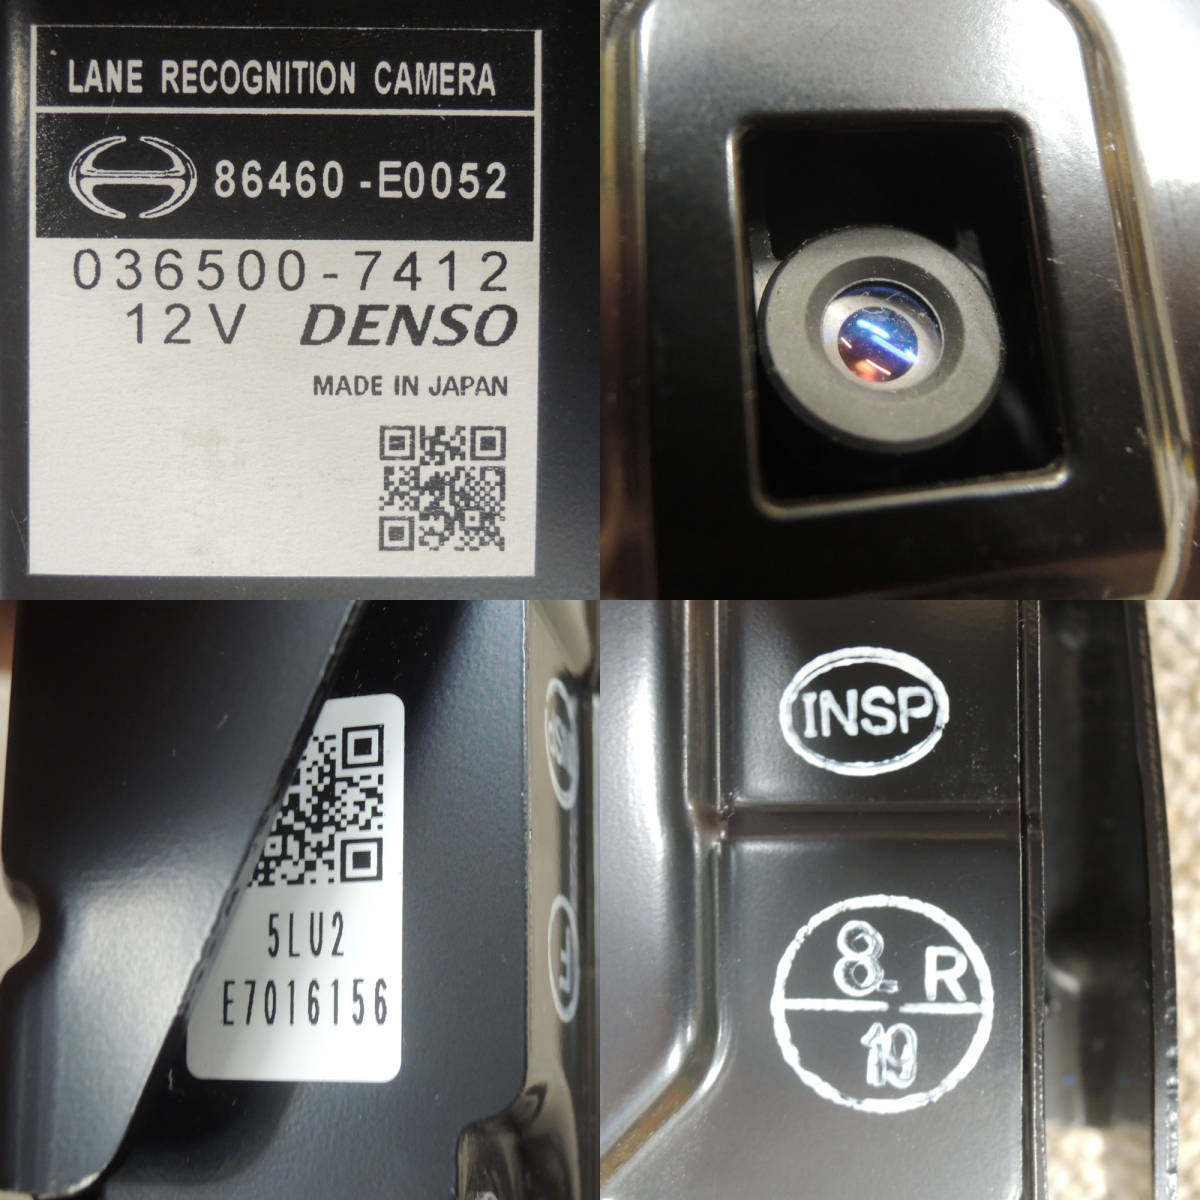 LANE RECOGNITION CAMERA
86460-E0052
036500-7412
12V DENSO
MADE IN JAPAN
5LU2
E7016156
INSP
8 R
19